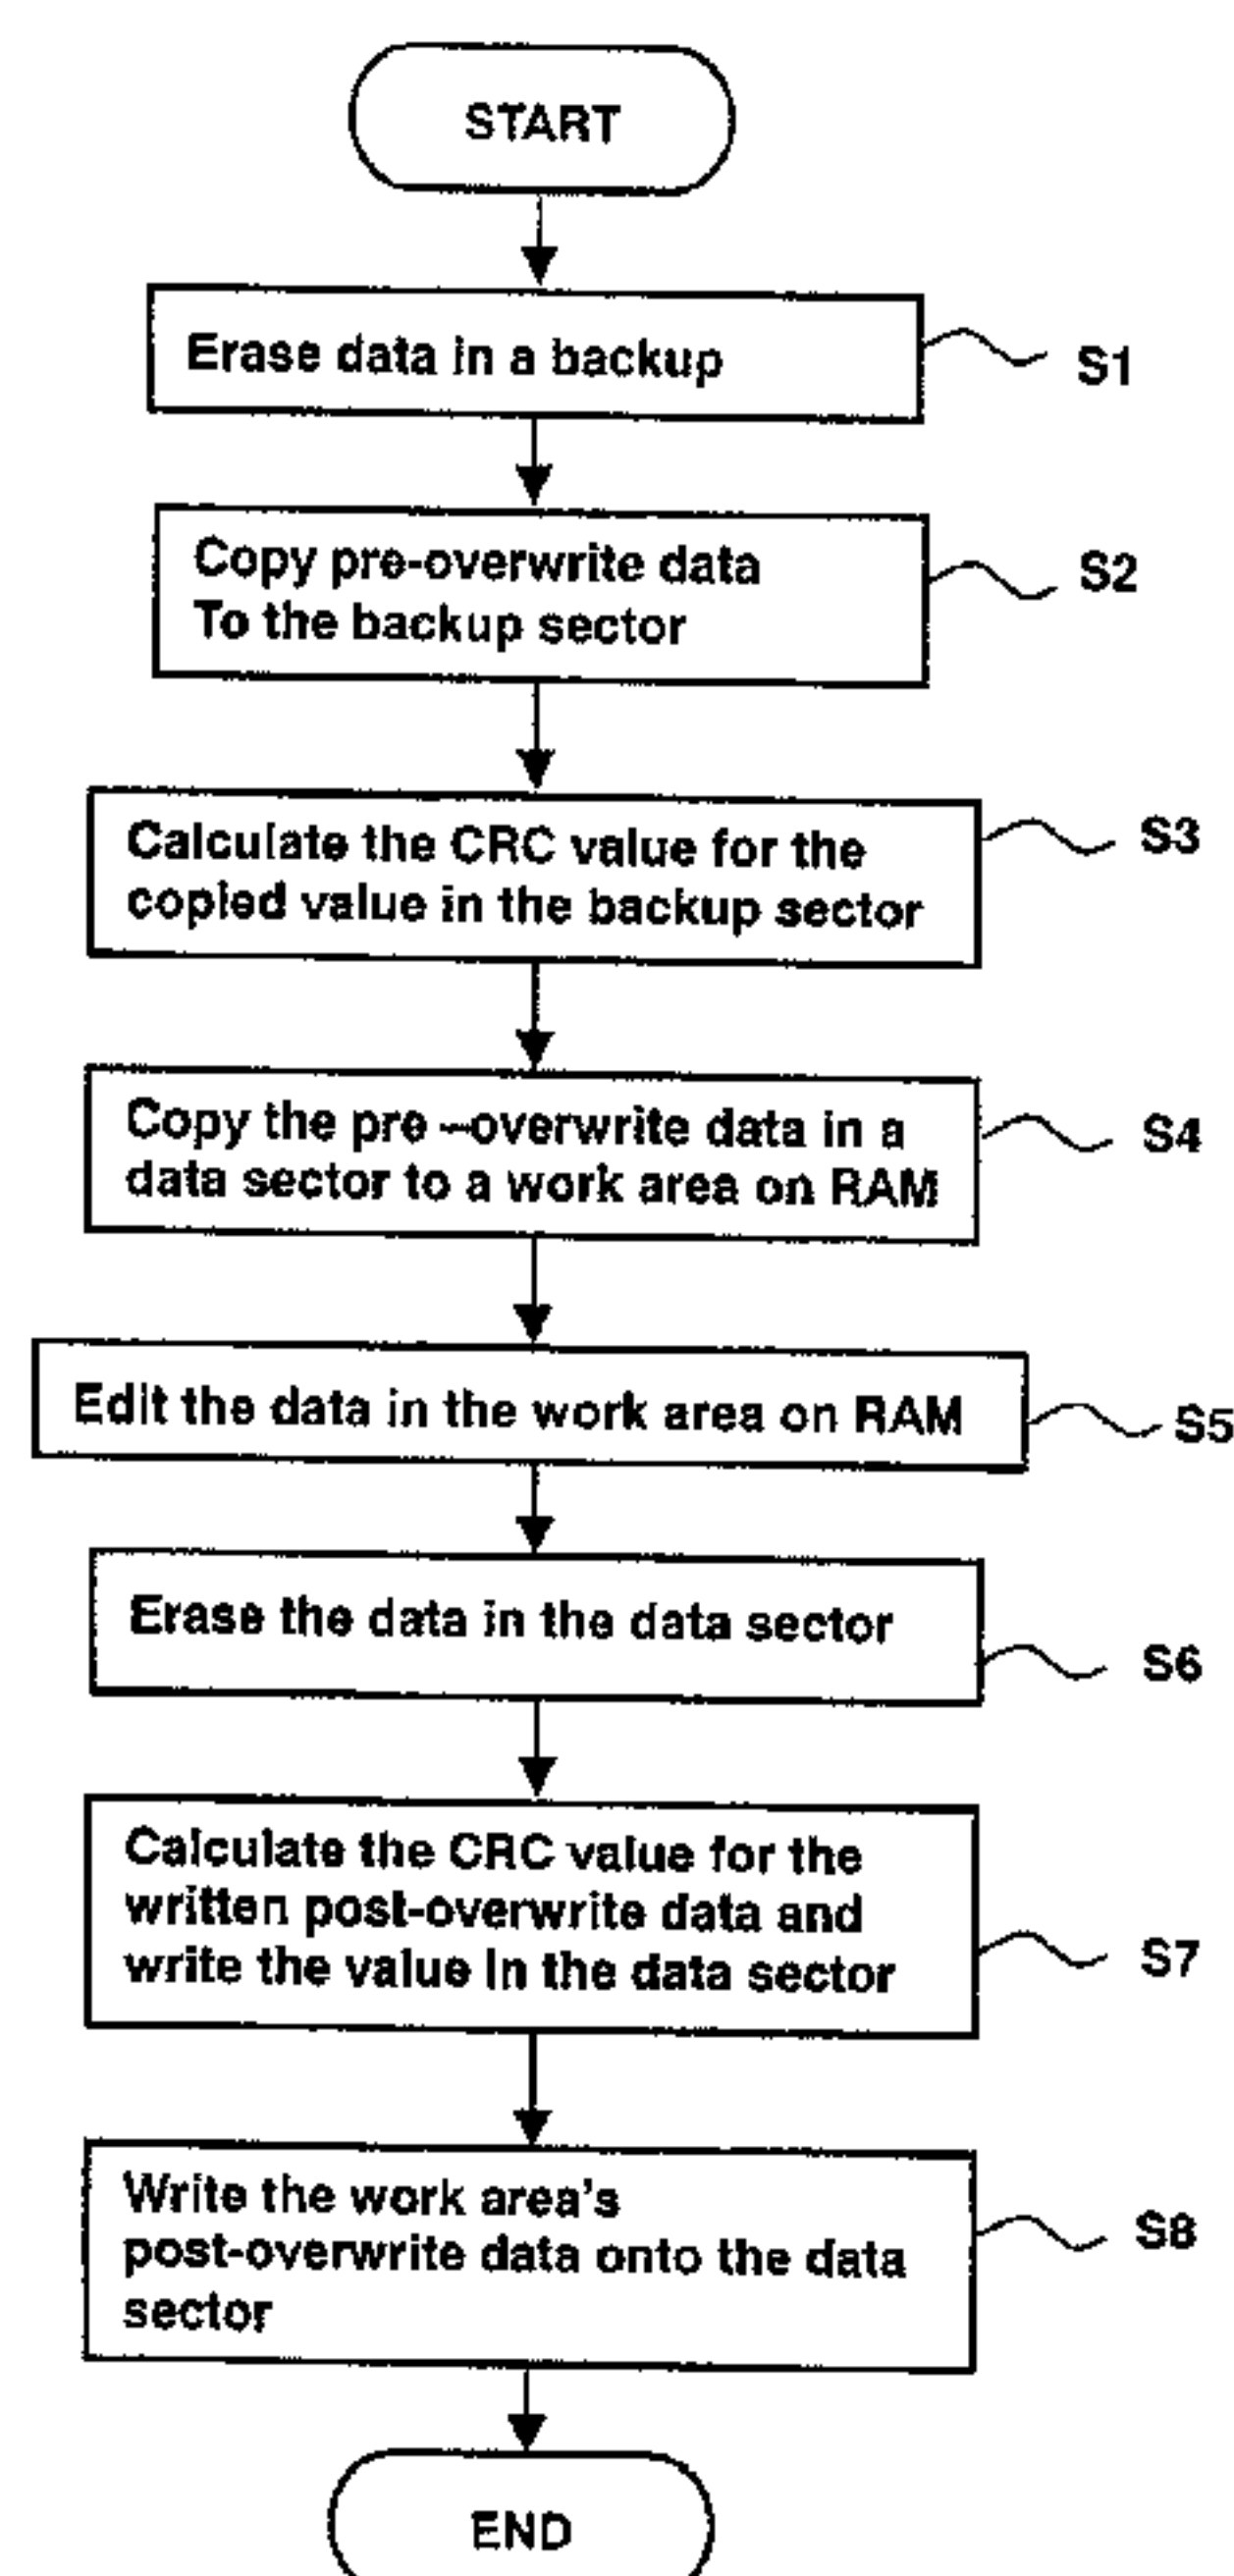 START
Erase data in a backup
S1
Copy pre-overwrite data
To the backup sector
S2
Calculate the CRC value for the
copied value in the backup sector
S3
Copy the pre -overwrite data in a
data sector to a work area on RAM
S4
Edit the data in the work area on RAM
S5
Erase the data in the data sector
S6
Calculate the CRC value for the
written post-overwrite data and
write the value in the data sector
S7
Write the work area's
post-overwrite data onto the data
sector
S8
END